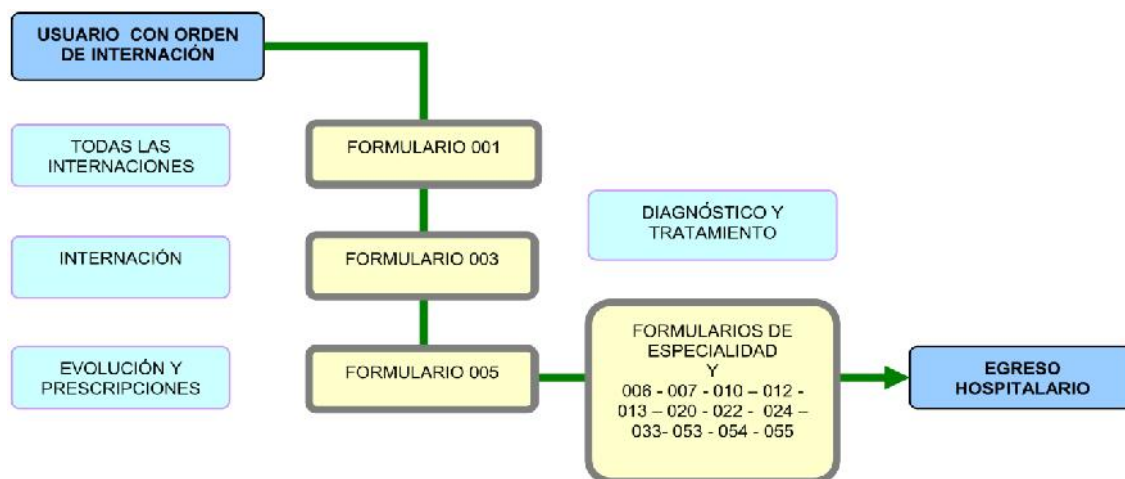 USUARIO CON ORDEN
DE INTERNACIÓN
TODAS LAS
INTERNACIONES
FORMULARIO 001
DIAGNÓSTICO Y
TRATAMIENTO
INTERNACIÓN
FORMULARIO 003
EVOLUCIÓN Y
PRESCRIPCIONES
FORMULARIO 005
FORMULARIOS DE
ESPECIALIDAD
Y
006 - 007 - 010 – 012 -
013 – 020 - 022 - 024 –
033- 053 - 054 - 055
EGRESO
HOSPITALARIO